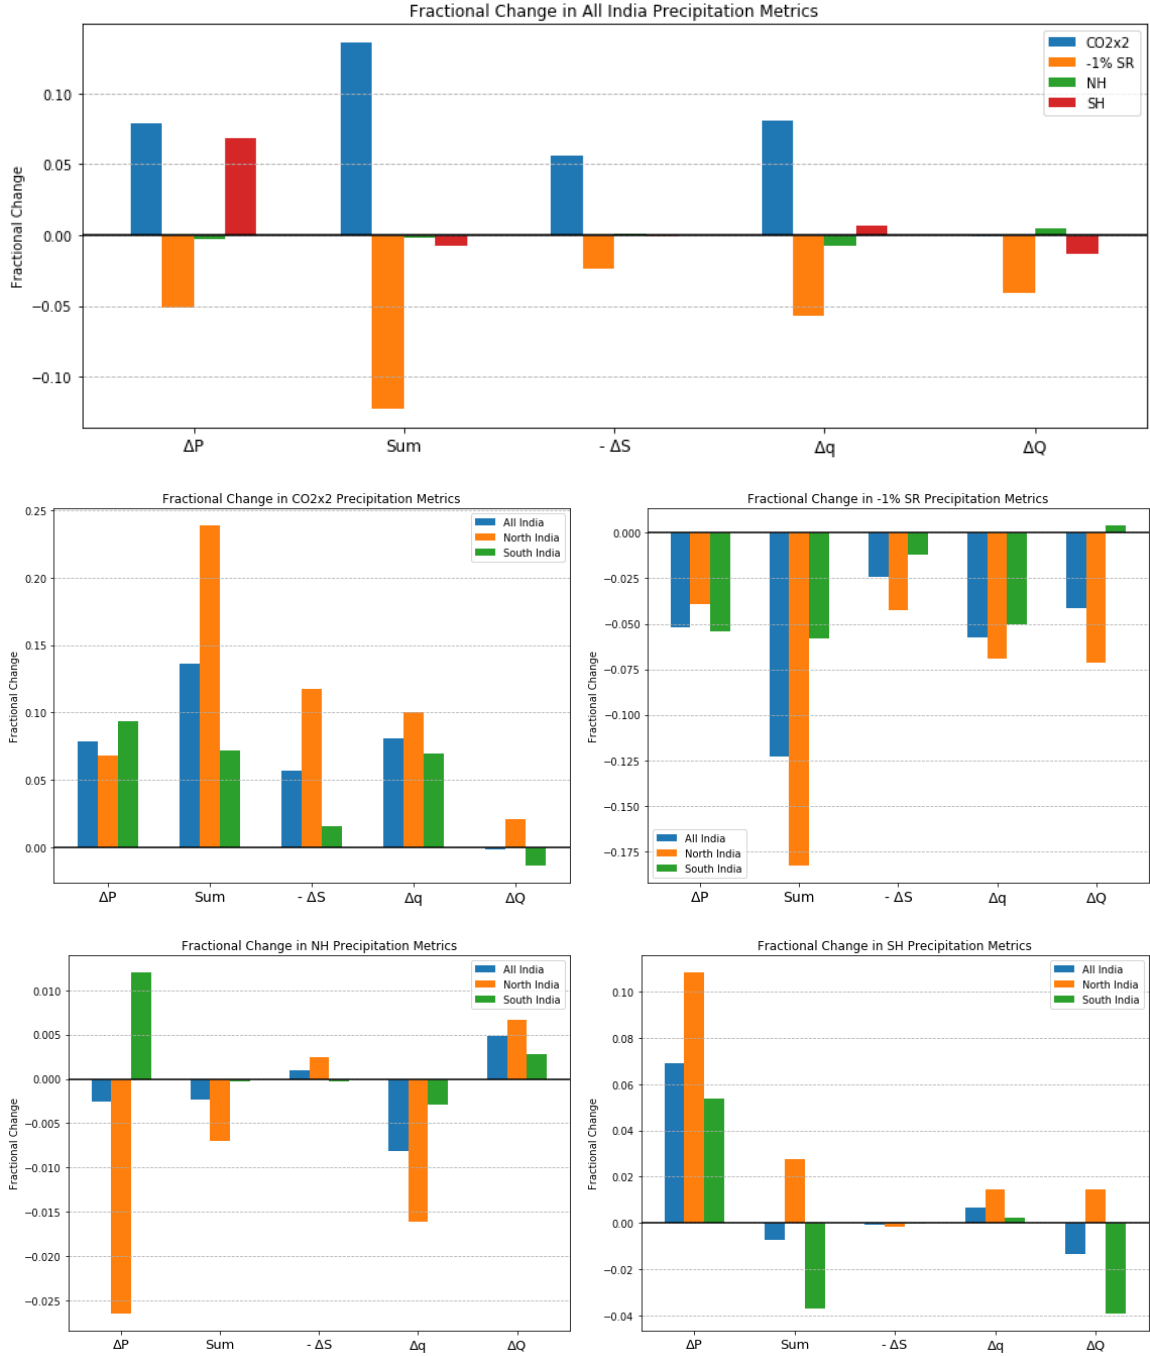 Fractional Change in All India Precipitation Metrics
CO2x2
-1% SR
NH
SH
0.10
0.05
0.00
−0.05
−0.10
Fractional Change
ΔP Sum - ΔS Δq ΔQ
Fractional Change in CO2x2 Precipitation Metrics
All India
North India
South India
0.25
0.20
0.15
0.10
0.05
0.00
Fractional Change
ΔP Sum - ΔS Δq ΔQ
Fractional Change in -1% SR Precipitation Metrics
0.000
−0.025
−0.050
−0.075
−0.100
−0.125
−0.150
−0.175
Fractional Change
All India
North India
South India
ΔP Sum - ΔS Δq ΔQ
Fractional Change in NH Precipitation Metrics
All India
North India
South India
0.010
0.005
0.000
−0.005
−0.010
−0.015
−0.020
−0.025
Fractional Change
ΔP Sum - ΔS Δq ΔQ
Fractional Change in SH Precipitation Metrics
All India
North India
South India
0.10
0.08
0.06
0.04
0.02
0.00
−0.02
−0.04
Fractional Change
ΔP Sum - ΔS Δq ΔQ